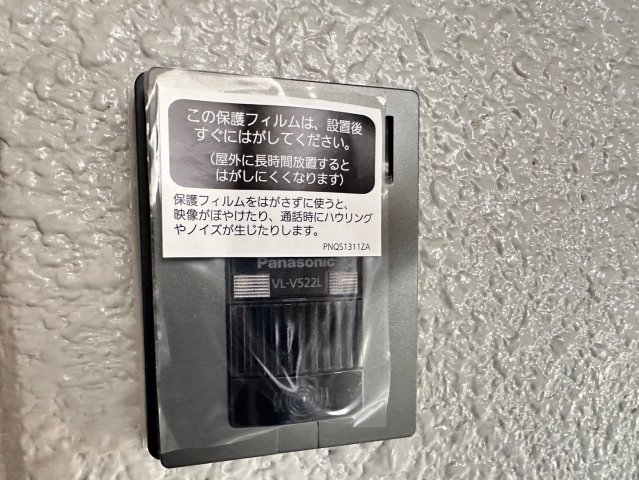 この保護フィルムは、設置後
すぐにはがしてください。
(屋外に長時間放置すると
はがしにくくなります)
保護フィルムをはがさずに使うと、
映像がぼやけたり、通話時にハウリング
やノイズが生じたりします。
PNQS1311ZA
Panasonic
VL-V522L